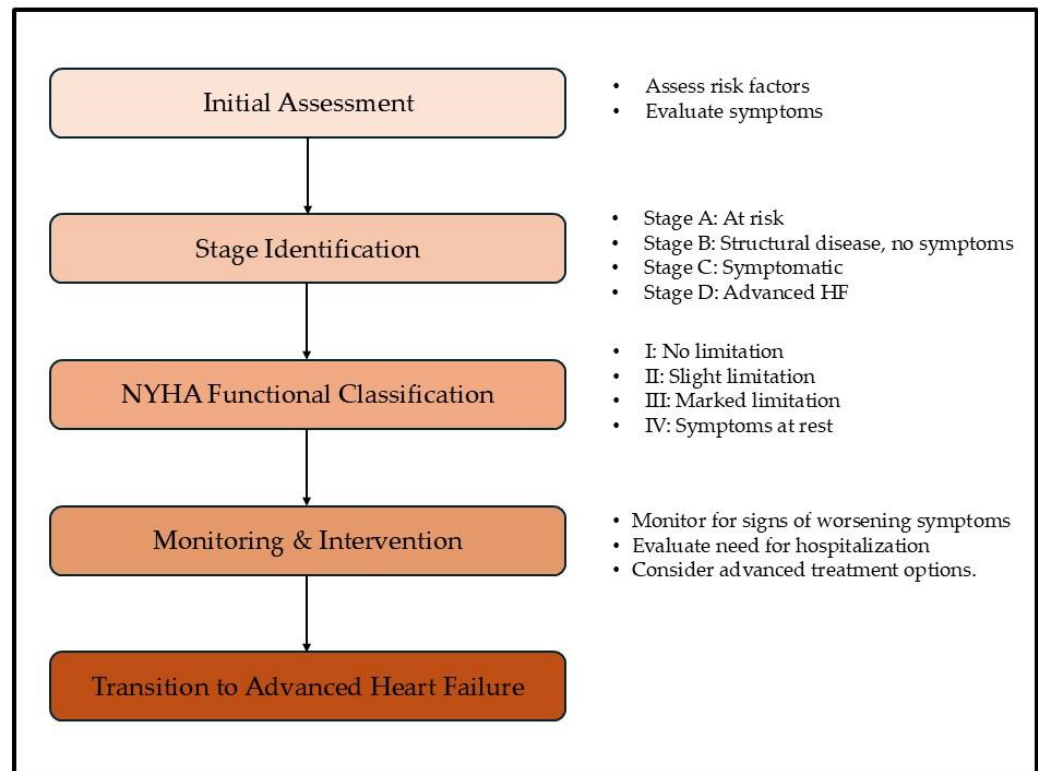 Initial Assessment
• Assess risk factors
• Evaluate symptoms
Stage Identification
• Stage A: At risk
• Stage B: Structural disease, no symptoms
• Stage C: Symptomatic
• Stage D: Advanced HF
NYHA Functional Classification
• I: No limitation
• II: Slight limitation
• III: Marked limitation
• IV: Symptoms at rest
Monitoring & Intervention
• Monitor for signs of worsening symptoms
• Evaluate need for hospitalization
• Consider advanced treatment options.
Transition to Advanced Heart Failure